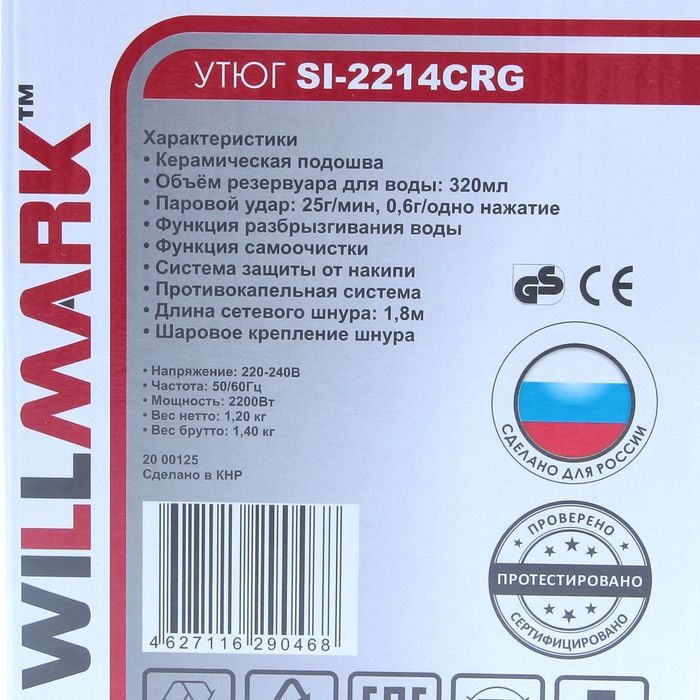 WILLMARK™
УТЮГ SI-2214CRG
Характеристики
• Керамическая подошва
• Объём резервуара для воды: 320мл
• Паровой удар: 25г/мин, 0,6г/одно нажатие
• Функция разбрызгивания воды
• Функция самоочистки
• Система защиты от накипи
• Противокапельная система
• Длина сетевого шнура: 1,8м
• Шаровое крепление шнура
GS CE
• Напряжение: 220-240В
• Частота: 50/60Гц
• Мощность: 2200Вт
• Вес нетто: 1,20 кг
• Вес брутто: 1,40 кг
20 00125
Сделано в КНР
СДЕЛАНО ДЛЯ РОССИИ
ПРОВЕРЕНО
ПРОТЕСТИРОВАНО
СЕРТИФИЦИРОВАНО
4 627116 290468